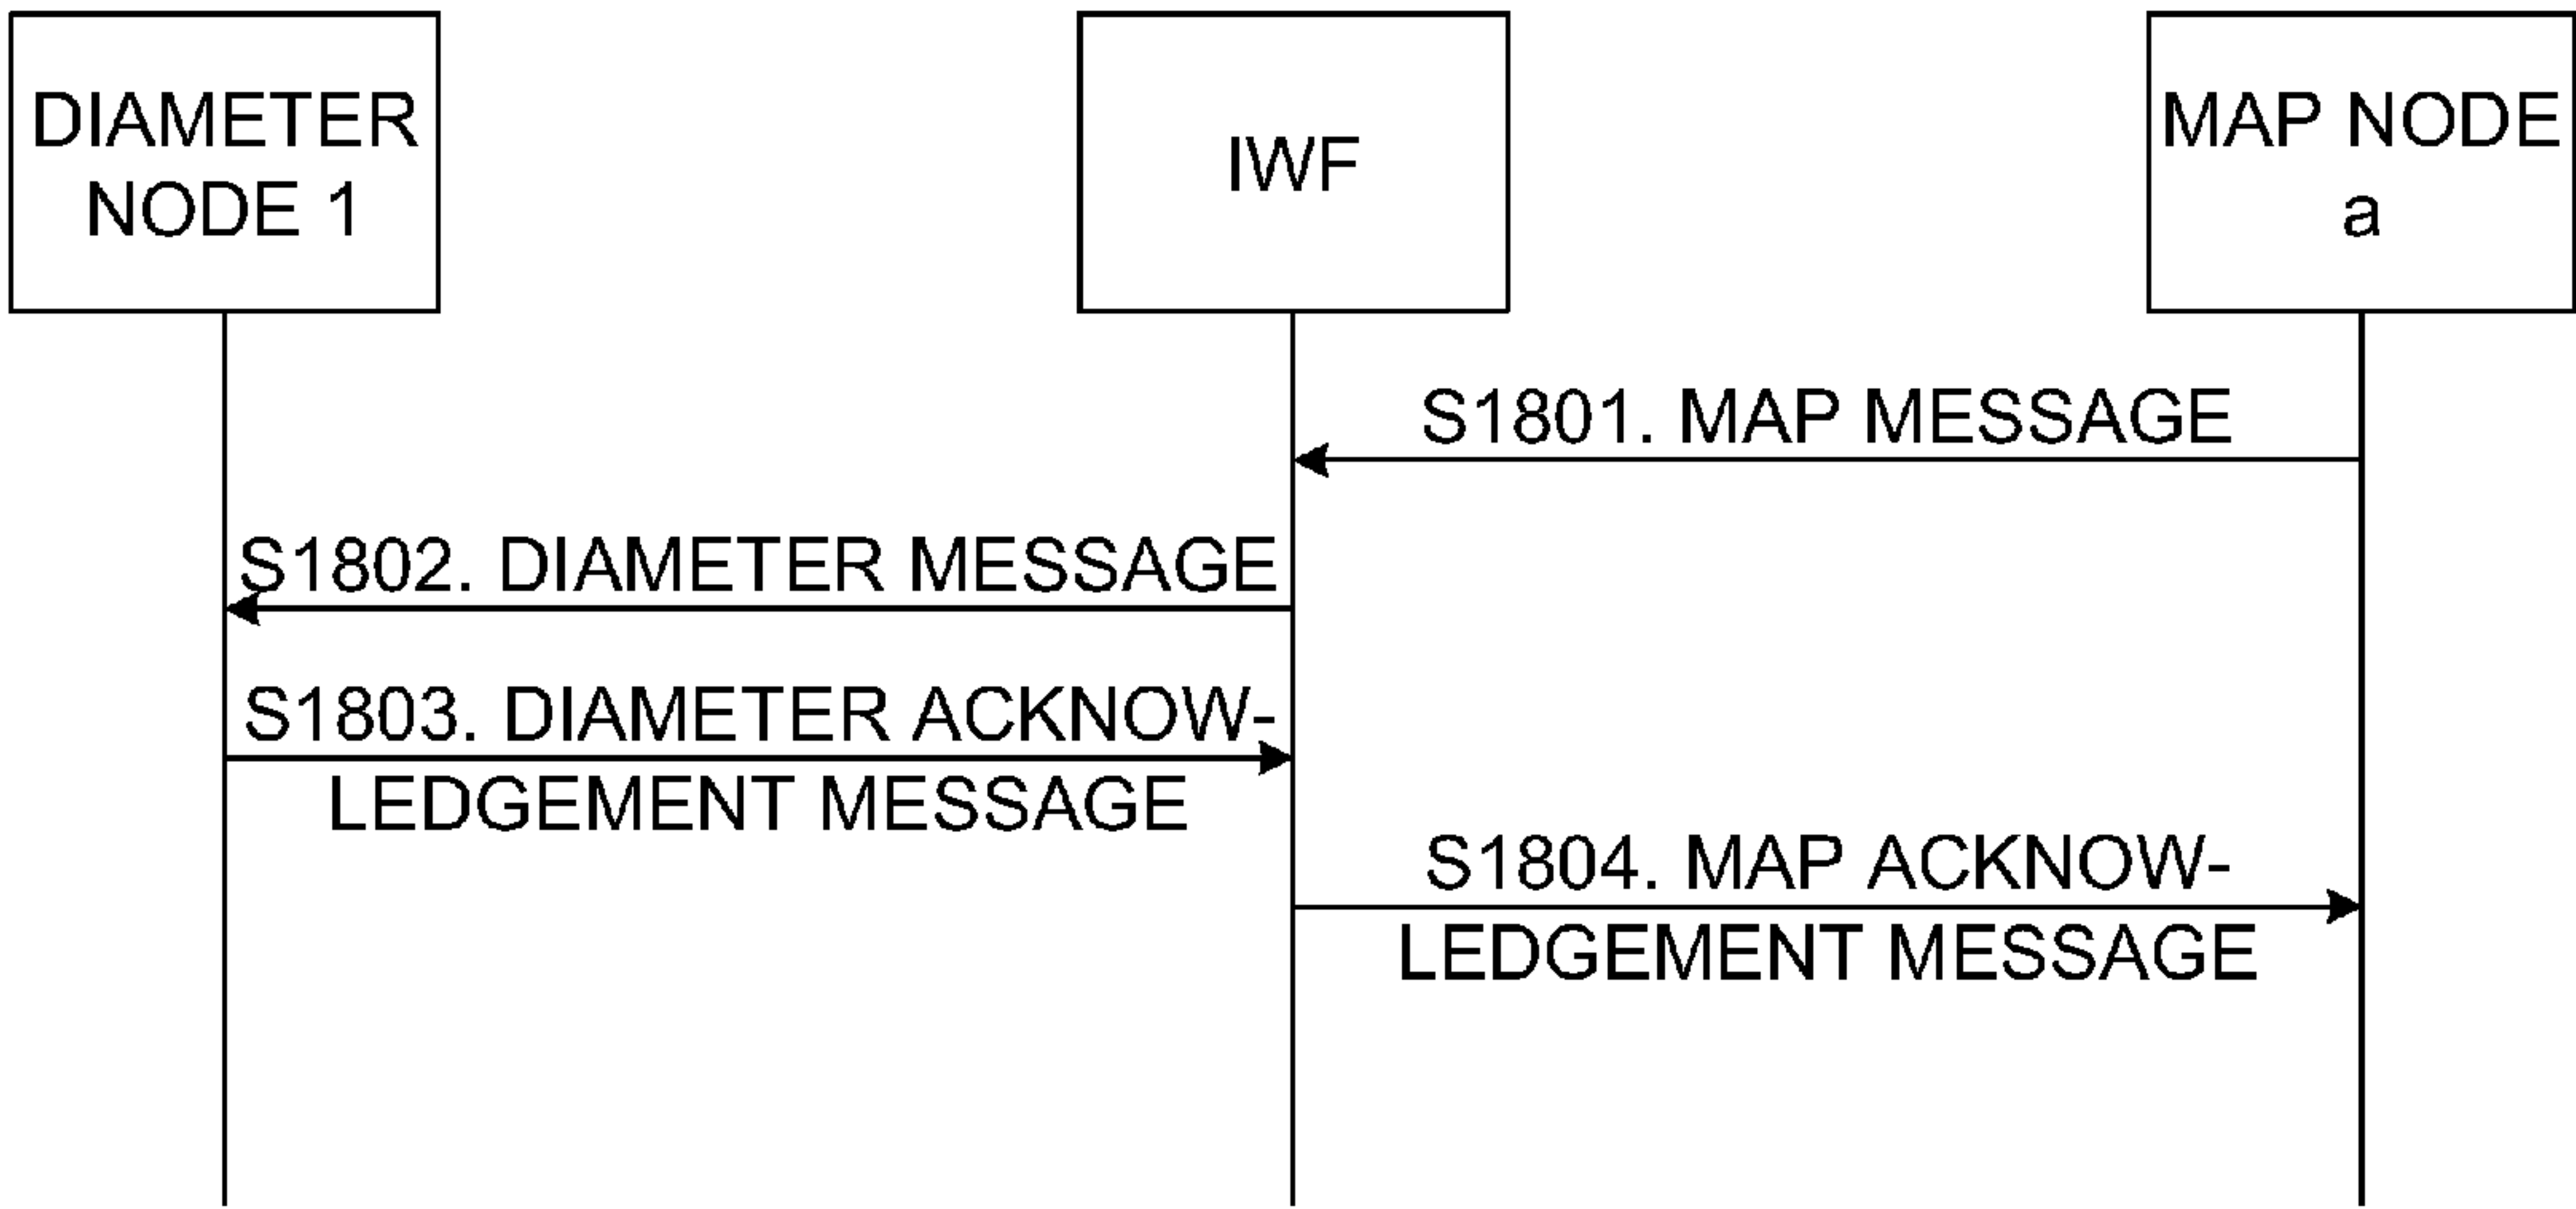 DIAMETER
NODE 1
IWF
MAP NODE
a
S1801. MAP MESSAGE
S1802. DIAMETER MESSAGE
S1803. DIAMETER ACKNOW-
LEDGEMENT MESSAGE
S1804. MAP ACKNOW-
LEDGEMENT MESSAGE